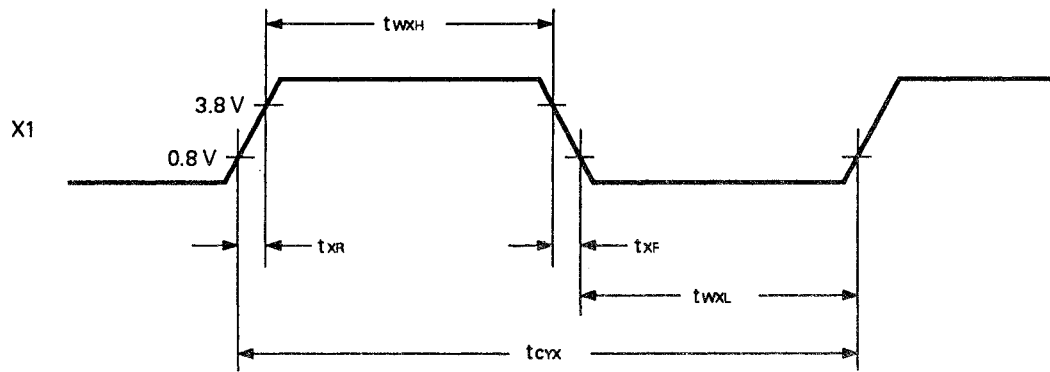 tWXH
3.8 V
X1
0.8 V
tXR
tXF
tWXL
tCYX